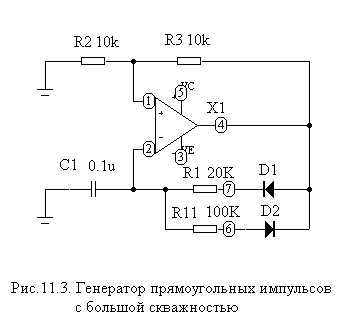 R2 10k
R3 10k
1
5
VC
X1
+
4
2
-
3
VE
C1 0.1u
R1 20K
7
D1
R11 100K
6
D2
Рис.11.3. Генератор прямоугольных импульсов
с большой скважностью